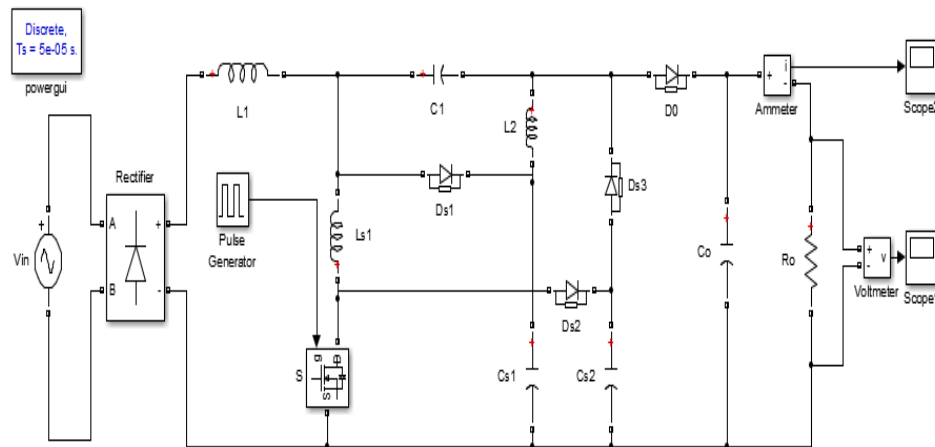 Discrete,
Ts = 5e-05 s.
powergui
L1
C1
D0
+
i
-
Ammeter
Scope2
L2
Rectifier
A
+
B
-
Ds1
Ds3
Pulse
Generator
+
Vin
Ls1
Co
Ro
+
-
v
Voltmeter
Scope1
Ds2
g
D
S
s
Cs1
Cs2